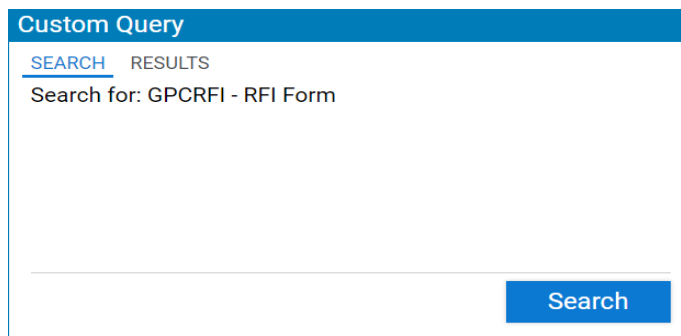 Custom Query
SEARCH RESULTS
Search for: GPCRFI - RFI Form
Search